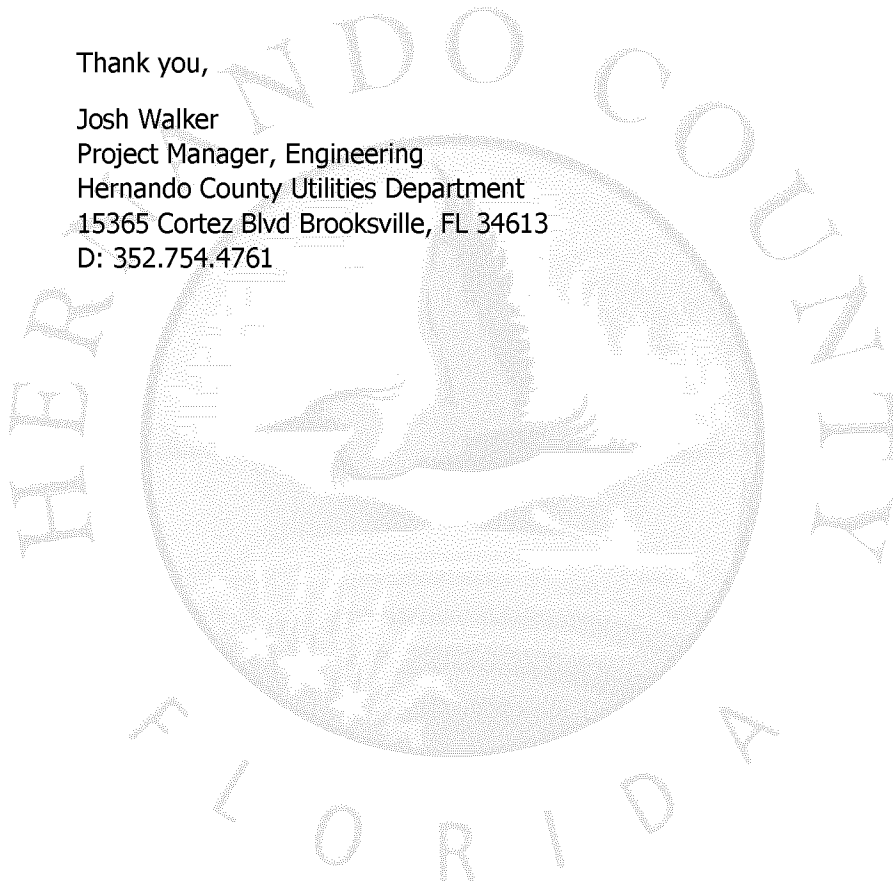 Thank you,
Josh Walker
Project Manager, Engineering
Hernando County Utilities Department
15365 Cortez Blvd Brooksville, FL 34613
D: 352.754.4761
HERNANDO COUNTY
FLORIDA